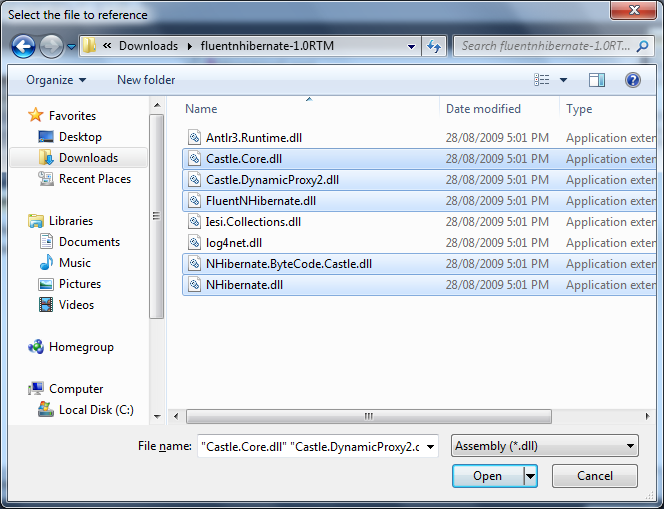 Select the file to reference
« Downloads fluentnhibernate-1.0RTM Search fluentnhibernate-1.0RT...
Organize New folder
Name Date modified Type
Favorites
Desktop
Downloads
Recent Places
Libraries
Documents
Music
Pictures
Videos
Homegroup
Computer
Local Disk (C:)
Antlr3.Runtime.dll 28/08/2009 5:01 PM Application exten
Castle.Core.dll 28/08/2009 5:01 PM Application exten
Castle.DynamicProxy2.dll 28/08/2009 5:01 PM Application exten
FluentNHibernate.dll 28/08/2009 5:01 PM Application exten
Iesi.Collections.dll 28/08/2009 5:01 PM Application exten
log4net.dll 28/08/2009 5:01 PM Application exten
NHibernate.ByteCode.Castle.dll 28/08/2009 5:01 PM Application exten
NHibernate.dll 28/08/2009 5:01 PM Application exten
File name: "Castle.Core.dll" "Castle.DynamicProxy2.d Assembly (*.dll)
Open Cancel